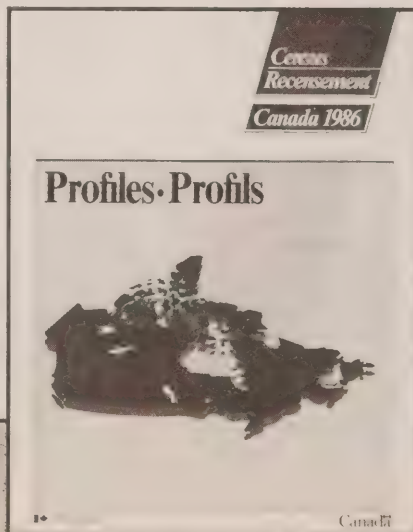 Census
Recensement
Canada 1986
Profiles • Profils
Canada